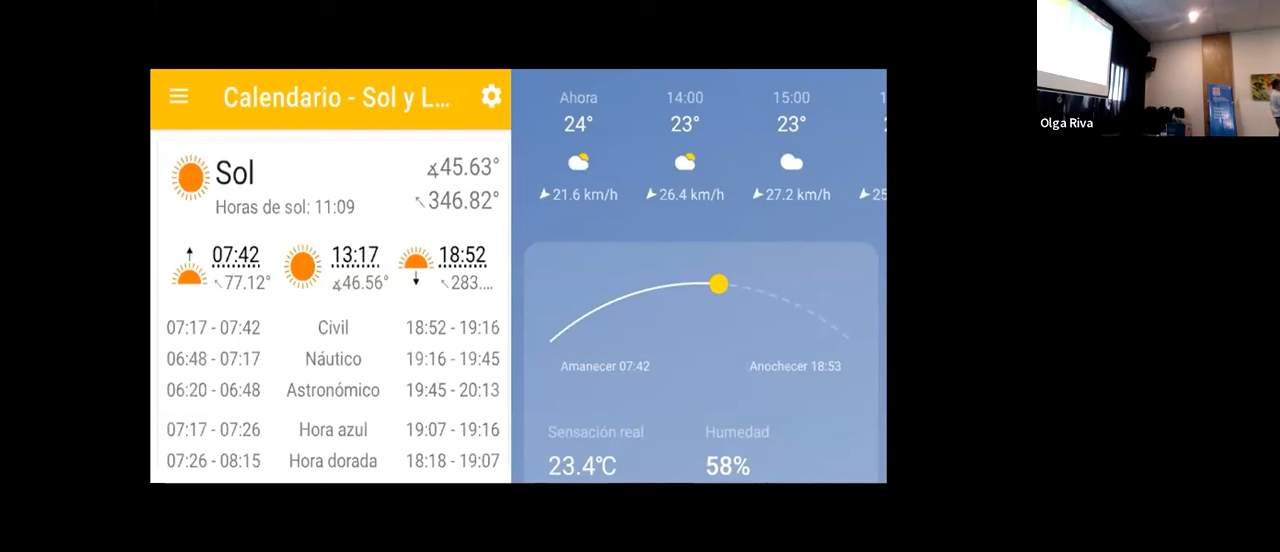 Calendario - Sol y L...
Sol
∡45.63°
Horas de sol: 11:09
↖346.82°
07:42
13:17
18:52
↖77.12°
∡46.56°
↖283....
07:17 - 07:42 Civil 18:52 - 19:16
06:48 - 07:17 Náutico 19:16 - 19:45
06:20 - 06:48 Astronómico 19:45 - 20:13
07:17 - 07:26 Hora azul 19:07 - 19:16
07:26 - 08:15 Hora dorada 18:18 - 19:07
Ahora 14:00 15:00
24° 23° 23°
21.6 km/h 26.4 km/h 27.2 km/h 25
Amanecer 07:42 Anochecer 18:53
Sensación real Humedad
23.4°C 58%
Olga Riva